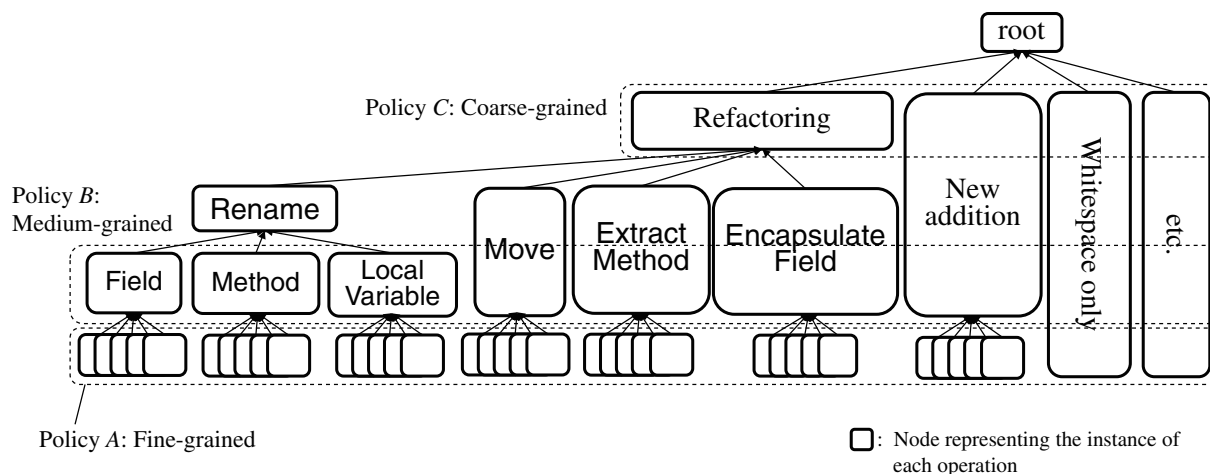 root
Policy C: Coarse-grained
Refactoring
New
addition
Whitespace only
etc.
Policy B:
Medium-grained
Rename
Move
Extract
Method
Encapsulate
Field
Field
Method
Local
Variable
Policy A: Fine-grained
: Node representing the instance of
each operation